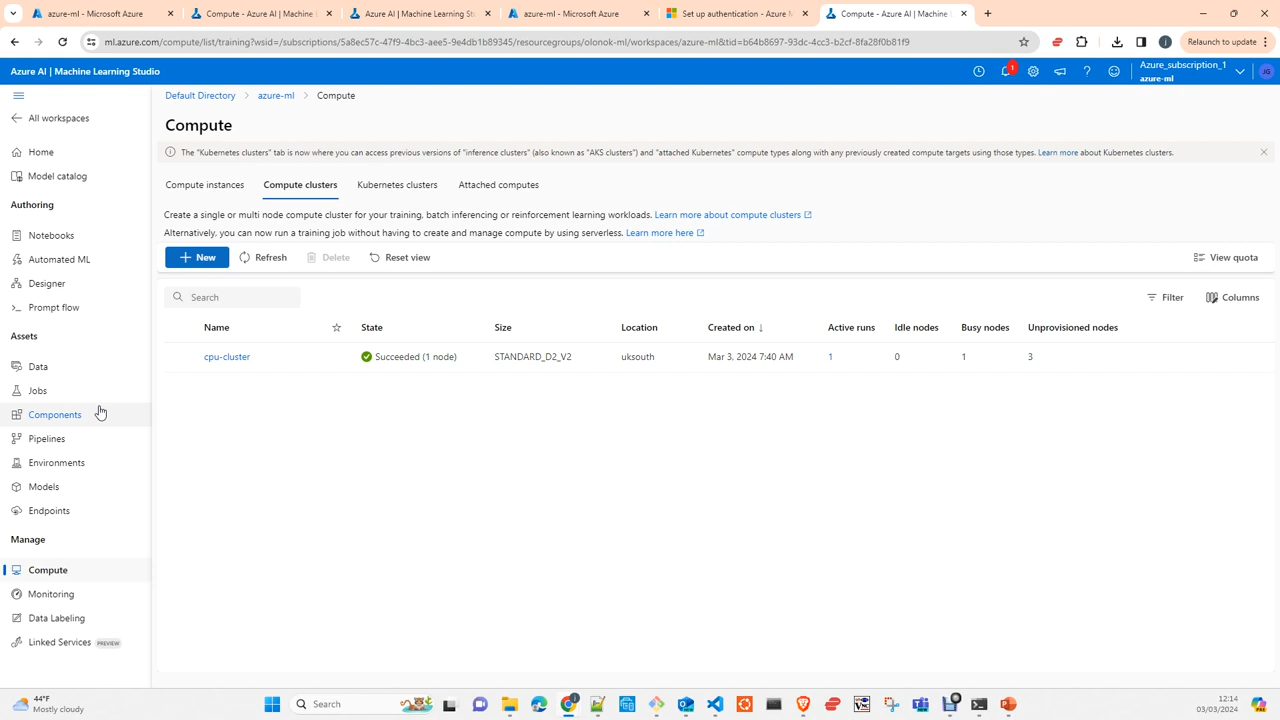 azure-ml - Microsoft Azure
Compute - Azure AI | Machine L
Azure AI | Machine Learning St
azure-ml - Microsoft Azure
Set up authentication - Azure M
Compute - Azure AI | Machine L
ml.azure.com/compute/list/training?wsid=/subscriptions/5a8ec57c-47f9-4bc3-aee5-9e4db1b89345/resourcegroups/olonok-ml/workspaces/azure-ml&tid=b64b8697-93dc-4cc3-b2cf-8fa28f0b81f9
Relaunch to update
Azure AI | Machine Learning Studio
1
Azure_subscription_1
azure-ml
JG
All workspaces
Home
Model catalog
Authoring
Notebooks
Automated ML
Designer
Prompt flow
Assets
Data
Jobs
Components
Pipelines
Environments
Models
Endpoints
Manage
Compute
Monitoring
Data Labeling
Linked Services PREVIEW
Default Directory > azure-ml > Compute
Compute
The "Kubernetes clusters" tab is now where you can access previous versions of "inference clusters" (also known as "AKS clusters") and "attached Kubernetes" compute types along with any previously created compute targets using those types. Learn more about Kubernetes clusters.
Compute instances Compute clusters Kubernetes clusters Attached computes
Create a single or multi node compute cluster for your training, batch inferencing or reinforcement learning workloads. Learn more about compute clusters
Alternatively, you can now run a training job without having to create and manage compute by using serverless. Learn more here
New Refresh Delete Reset view View quota
Search Filter Columns
Name State Size Location Created on ↓ Active runs Idle nodes Busy nodes Unprovisioned nodes
cpu-cluster Succeeded (1 node) STANDARD_D2_V2 uksouth Mar 3, 2024 7:40 AM 1 0 1 3
44°F
Mostly cloudy
Search
12:14
03/03/2024